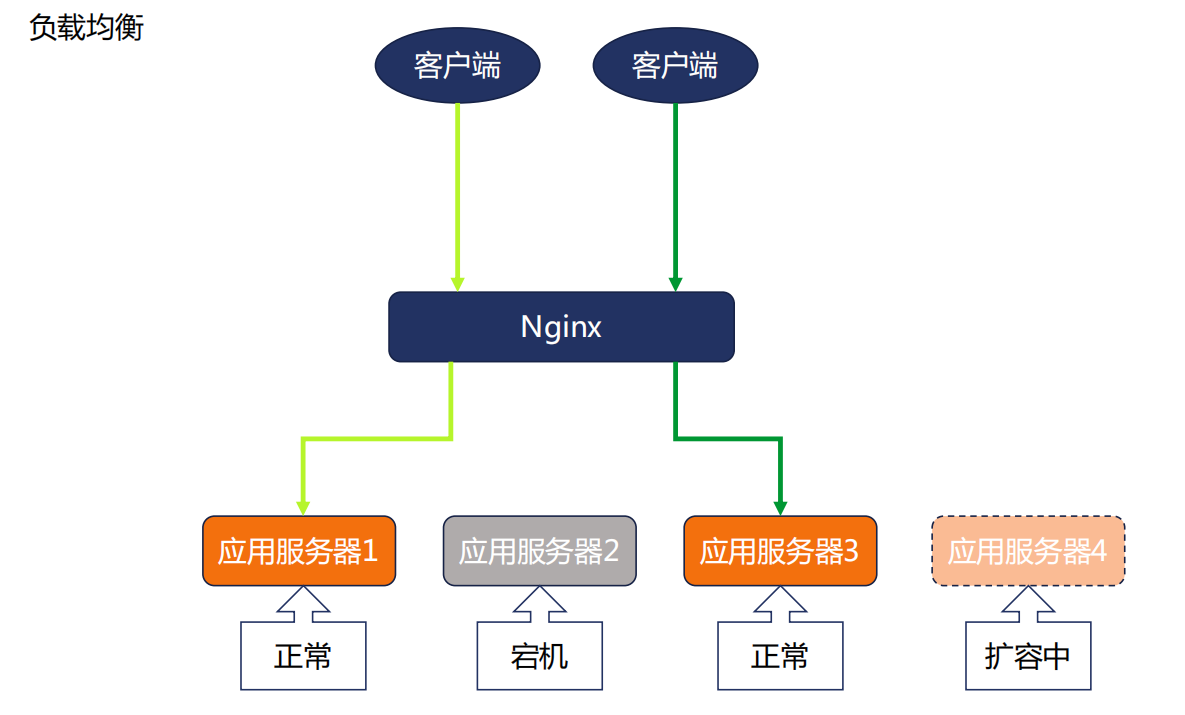 负载均衡
客户端
客户端
Nginx
应用服务器1
应用服务器2
应用服务器3
应用服务器4
正常
宕机
正常
扩容中